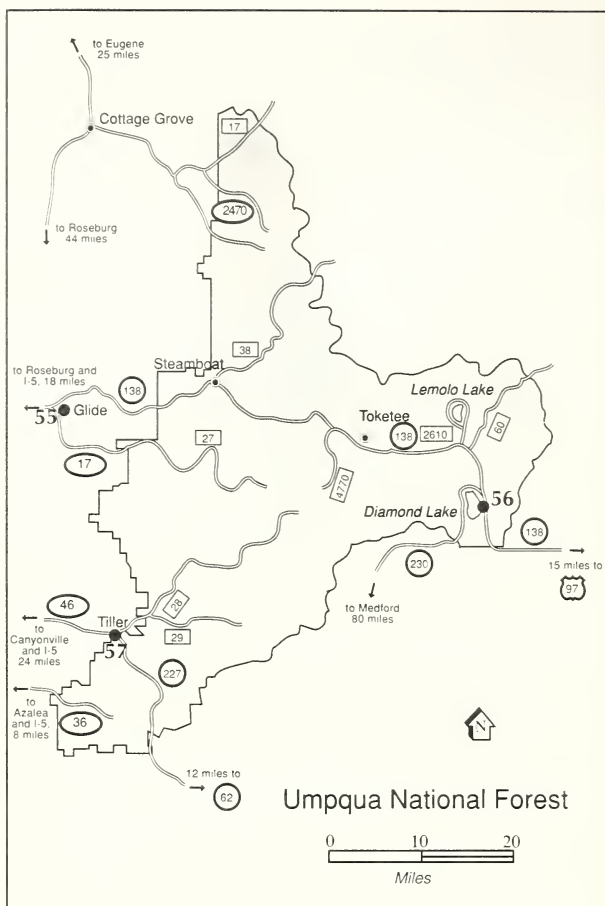 to Eugene
25 miles
Cottage Grove
17
2470
to Roseburg
44 miles
38
Steamboat
to Roseburg and
I-5, 18 miles
138
55
Glide
17
27
Lemolo Lake
Toketee
138
2610
60
4770
56
Diamond Lake
138
230
15 miles to
97
to Medford
80 miles
28
46
Tiller
to
Canyonville
and I-5
24 miles
57
29
227
to
Azalea
and I-5,
8 miles
36
N
12 miles to
62
Umpqua National Forest
0 10 20
Miles